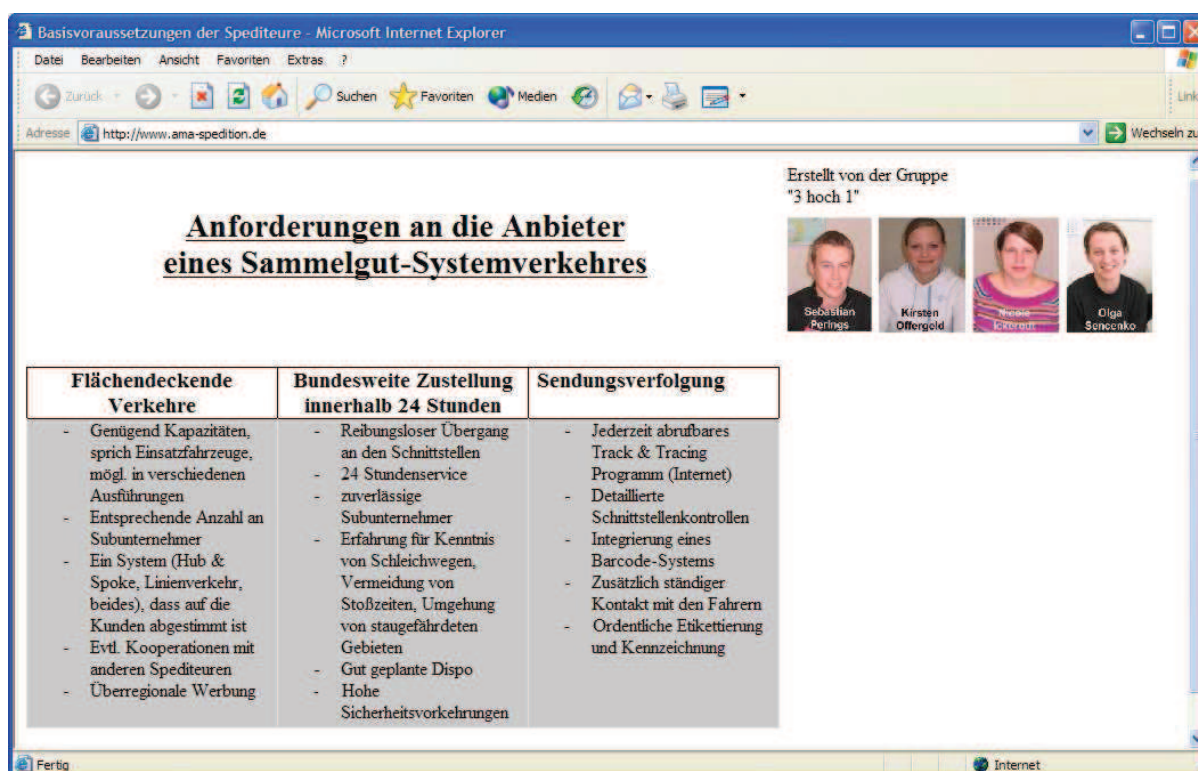 Basisvoraussetzungen der Spediteure - Microsoft Internet Explorer
Datei Bearbeiten Ansicht Favoriten Extras ?
Zurück Suchen Favoriten Medien Link
Adresse http://www.ama-spedition.de Wechseln zu
Erstellt von der Gruppe
"3 hoch 1"
Anforderungen an die Anbieter
eines Sammelgut-Systemverkehres
Sebastian
Perings
Kirsten
Offergeld
Nicole
Ickerodt
Olga
Sencenko
Flächendeckende
Verkehre
- Genügend Kapazitäten,
sprich Einsatzfahrzeuge,
mögl. in verschiedenen
Ausführungen
- Entsprechende Anzahl an
Subunternehmer
- Ein System (Hub &
Spoke, Linienverkehr,
beides), dass auf die
Kunden abgestimmt ist
- Evtl. Kooperationen mit
anderen Spediteuren
- Überregionale Werbung
Bundesweite Zustellung
innerhalb 24 Stunden
- Reibungsloser Übergang
an den Schnittstellen
- 24 Stundenservice
- zuverlässige
Subunternehmer
- Erfahrung für Kenntnis
von Schleichwegen,
Vermeidung von
Stoßzeiten, Umgehung
von staugefährdeten
Gebieten
- Gut geplante Dispo
- Hohe
Sicherheitsvorkehrungen
Sendungsverfolgung
- Jederzeit abrufbares
Track & Tracing
Programm (Internet)
- Detaillierte
Schnittstellenkontrollen
- Integrierung eines
Barcode-Systems
- Zusätzlich ständiger
Kontakt mit den Fahrern
- Ordentliche Etikettierung
und Kennzeichnung
Fertig Internet